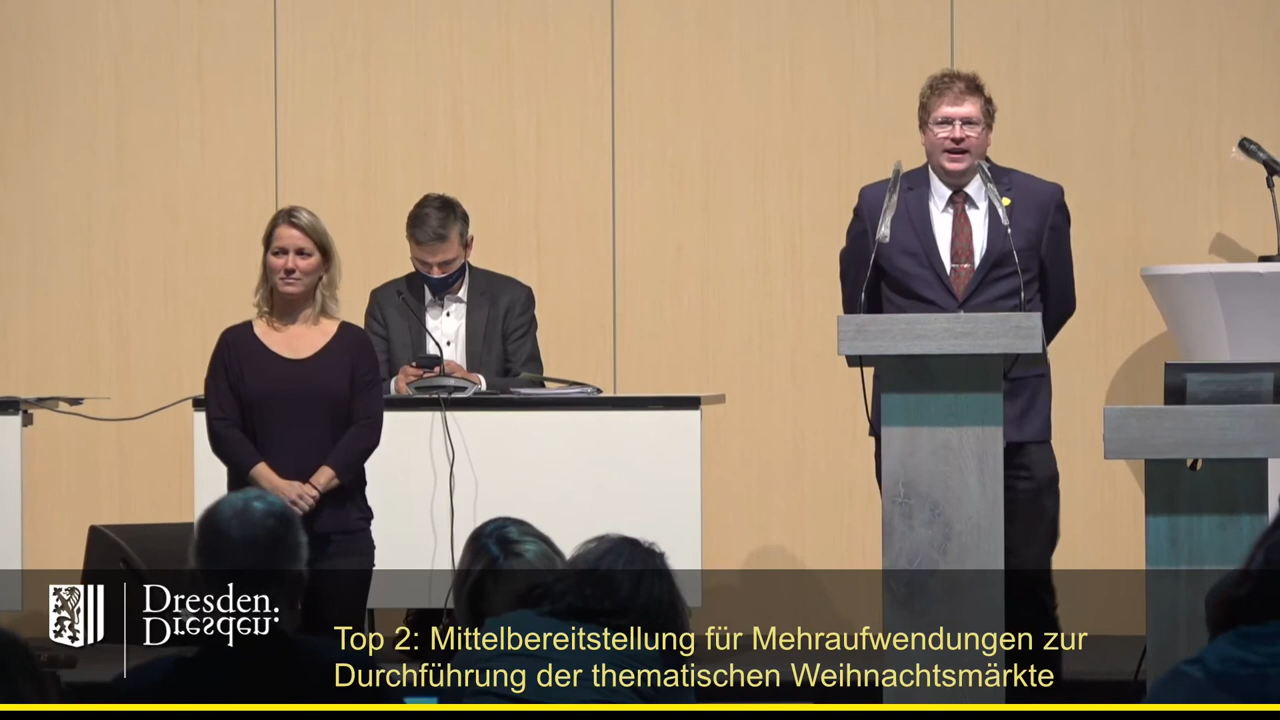 Dresden.
Dresden.
Top 2: Mittelbereitstellung für Mehraufwendungen zur
Durchführung der thematischen Weihnachtsmärkte